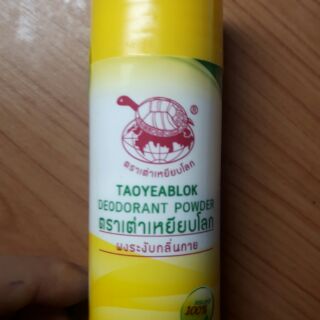 ®
ตราเต่าเหยียบโลก
TAOYEABLOK
DEODORANT POWDER
ตราเต่าเหยียบโลก
ผงระงับกลิ่นกาย
100%